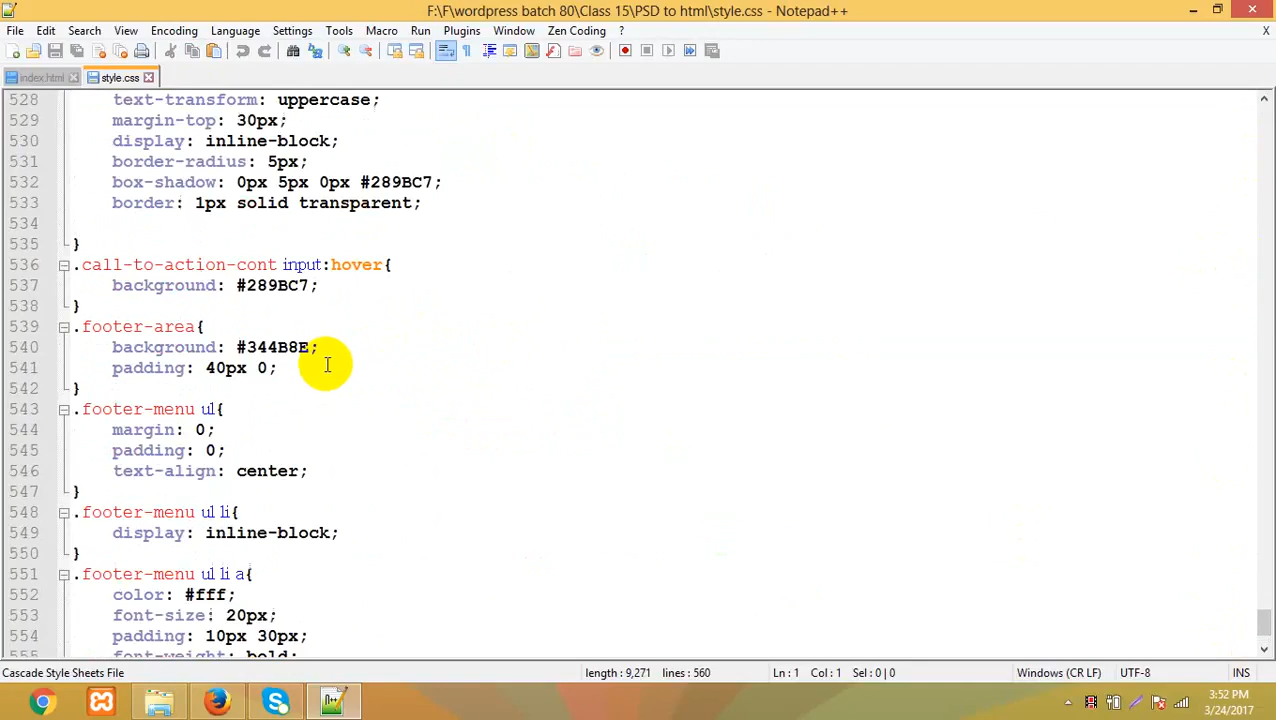 F:\F\wordpress batch 80\Class 15\PSD to html\style.css - Notepad++
File Edit Search View Encoding Language Settings Tools Macro Run Plugins Window Zen Coding ? X
index.html style.css
528 text-transform: uppercase;
529 margin-top: 30px;
530 display: inline-block;
531 border-radius: 5px;
532 box-shadow: 0px 5px 0px #289BC7;
533 border: 1px solid transparent;
534
535 }
536 .call-to-action-cont input:hover{
537 background: #289BC7;
538 }
539 .footer-area{
540 background: #344B8E;
541 padding: 40px 0;
542 }
543 .footer-menu ul{
544 margin: 0;
545 padding: 0;
546 text-align: center;
547 }
548 .footer-menu ul li{
549 display: inline-block;
550 }
551 .footer-menu ul li a{
552 color: #fff;
553 font-size: 20px;
554 padding: 10px 30px;
555 font-weight: bold;
Cascade Style Sheets File length : 9,271 lines : 560 Ln : 1 Col : 1 Sel : 0 | 0 Windows (CR LF) UTF-8 INS
3:52 PM
3/24/2017